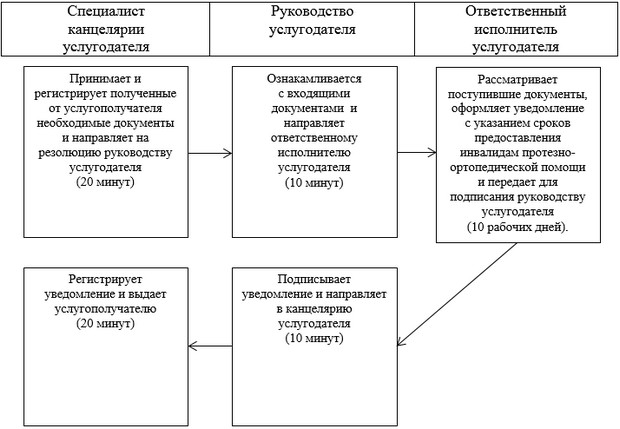 Специалист
канцелярии
услугодателя
Руководство
услугодателя
Ответственный
исполнитель
услугодателя
Принимает и
регистрирует полученные
от услугополучателя
необходимые документы
и направляет на
резолюцию руководству
услугодателя
(20 минут)
Ознакамливается
с входящими
документами и
направляет
ответственному
исполнителю
услугодателя
(10 минут)
Рассматривает
поступившие документы,
оформляет уведомление
с указанием сроков
предоставления
инвалидам протезно-
ортопедической помощи
и передает для
подписания руководству
услугодателя
(10 рабочих дней).
Регистрирует
уведомление и выдает
услугополучателю
(20 минут)
Подписывает
уведомление и направляет
в канцелярию
услугодателя
(10 минут)